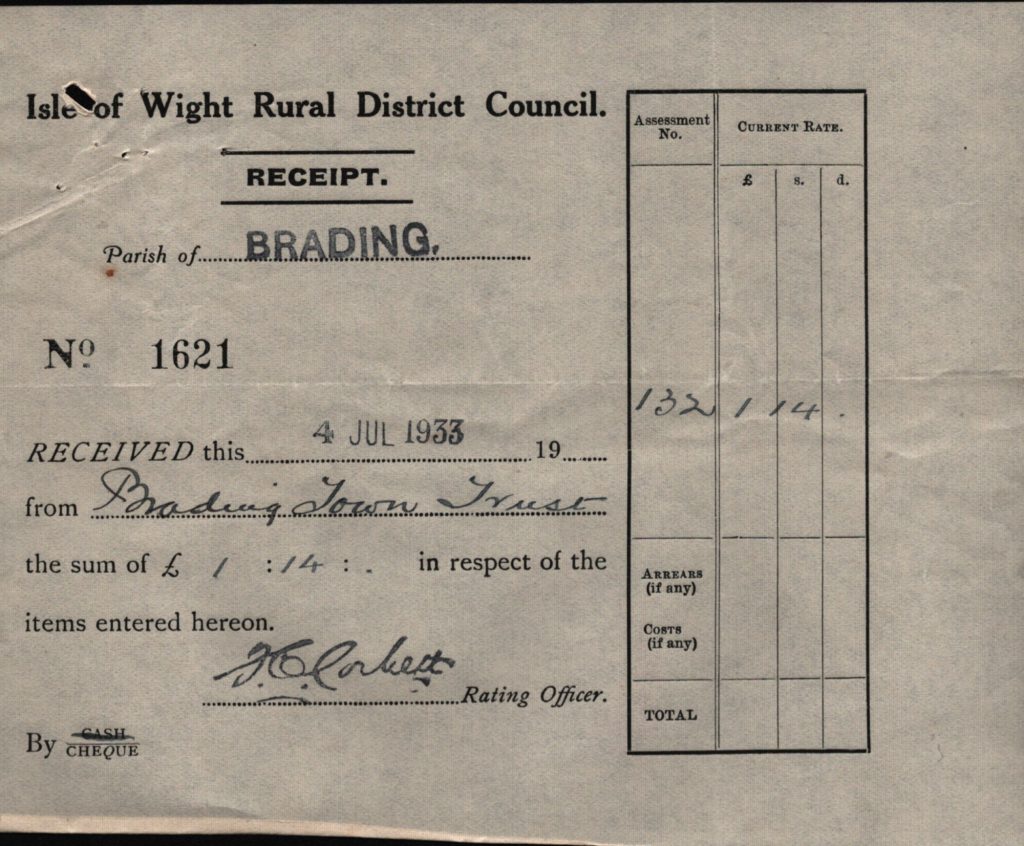 Isle of Wight Rural District Council.
RECEIPT.
Parish of BRADING.
No. 1621
RECEIVED this 4 JUL 1933 19
from Brading Town Trust
the sum of £ 1 : 14 : . in respect of the
items entered hereon.
Corbett
Rating Officer.
By CASH
CHEQUE
Assessment No. CURRENT RATE.
£ s. d.
132 1 14 .
ARREARS
(if any)
COSTS
(if any)
TOTAL